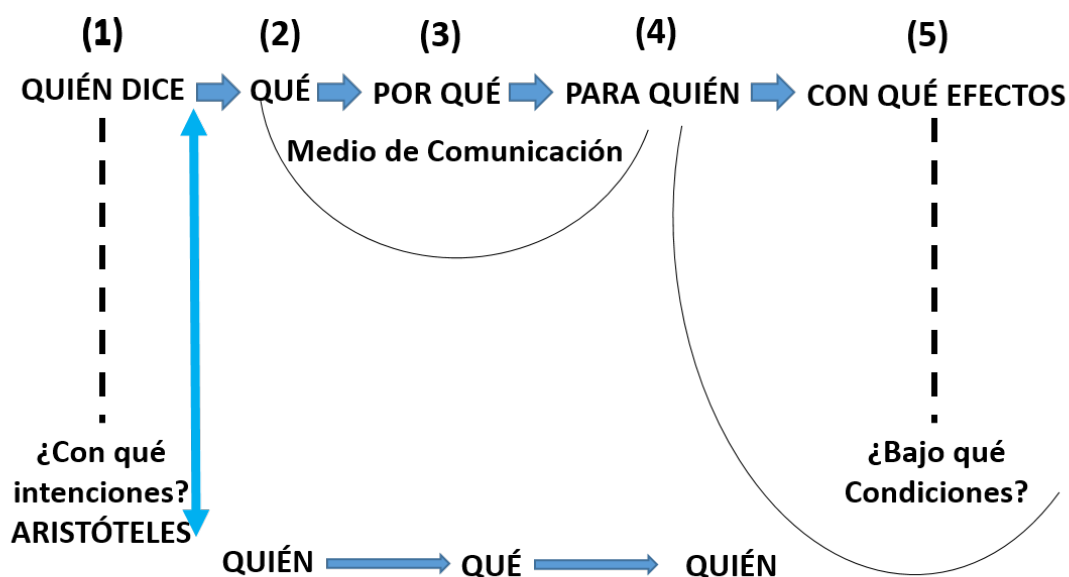 (1) (2) (3) (4) (5)
QUIÉN DICE QUÉ POR QUÉ PARA QUIÉN CON QUÉ EFECTOS
Medio de Comunicación
¿Con qué
intenciones?
ARISTÓTELES
¿Bajo qué
Condiciones?
QUIÉN QUÉ QUIÉN